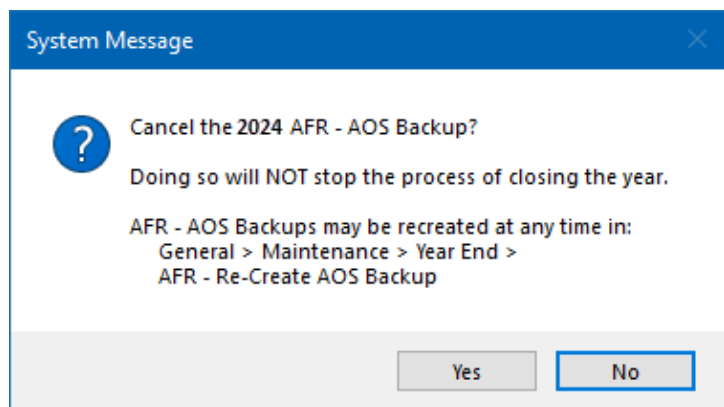 System Message
Cancel the 2024 AFR - AOS Backup?
Doing so will NOT stop the process of closing the year.
AFR - AOS Backups may be recreated at any time in:
General > Maintenance > Year End >
AFR - Re-Create AOS Backup
Yes No